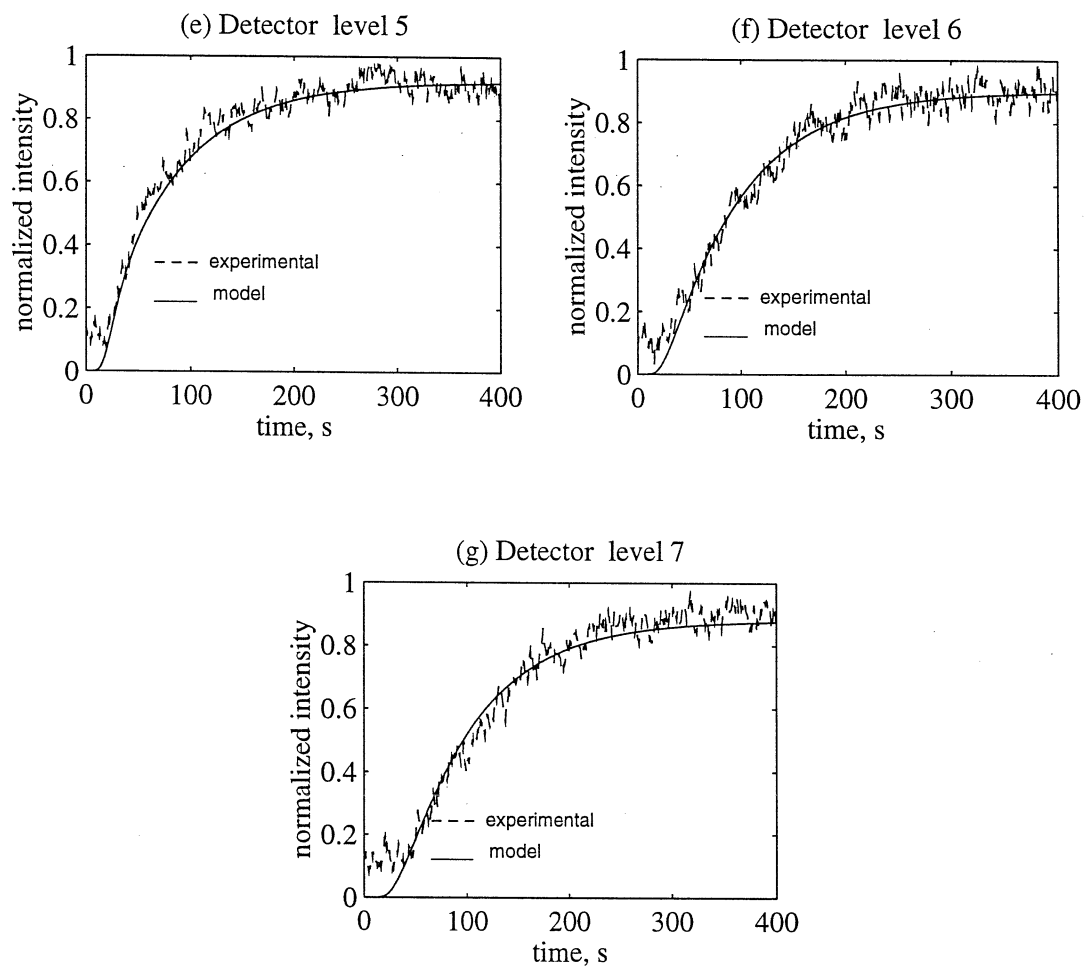 (e) Detector level 5
1
0.8
0.6
0.4
0.2
0
normalized intensity
experimental
model
0 100 200 300 400
time, s
(f) Detector level 6
1
0.8
0.6
0.4
0.2
0
normalized intensity
experimental
model
0 100 200 300 400
time, s
(g) Detector level 7
1
0.8
0.6
0.4
0.2
0
normalized intensity
experimental
model
0 100 200 300 400
time, s